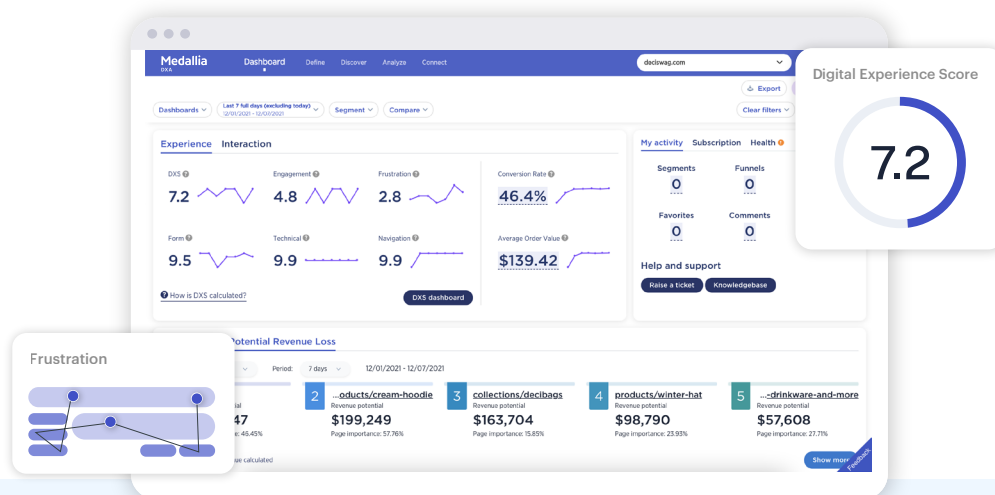 Medallia
DXA
Dashboard Define Discover Analyze Connect
deciswag.com
Export
Dashboards
Last 7 full days (excluding today)
12/01/2021 - 12/07/2021
Segment
Compare
Clear filters
Digital Experience Score
7.2
Experience Interaction
DXS
7.2
Engagement
4.8
Frustration
2.8
Conversion Rate
46.4%
Form
9.5
Technical
9.9
Navigation
9.9
Average Order Value
$139.42
How is DXS calculated?
DXS dashboard
My activity Subscription Health
Segments
0
Funnels
0
Favorites
0
Comments
0
Help and support
Raise a ticket
Knowledgebase
Frustration
Potential Revenue Loss
Period: 7 days 12/01/2021 - 12/07/2021
47
45.45%
2
...oducts/cream-hoodie
Revenue potential
$199,249
Page importance: 57.76%
3
collections/decibags
Revenue potential
$163,704
Page importance: 15.85%
4
products/winter-hat
Revenue potential
$98,790
Page importance: 23.93%
5
...-drinkware-and-more
Revenue potential
$57,608
Page importance: 27.71%
calculated
Show more
Feedback